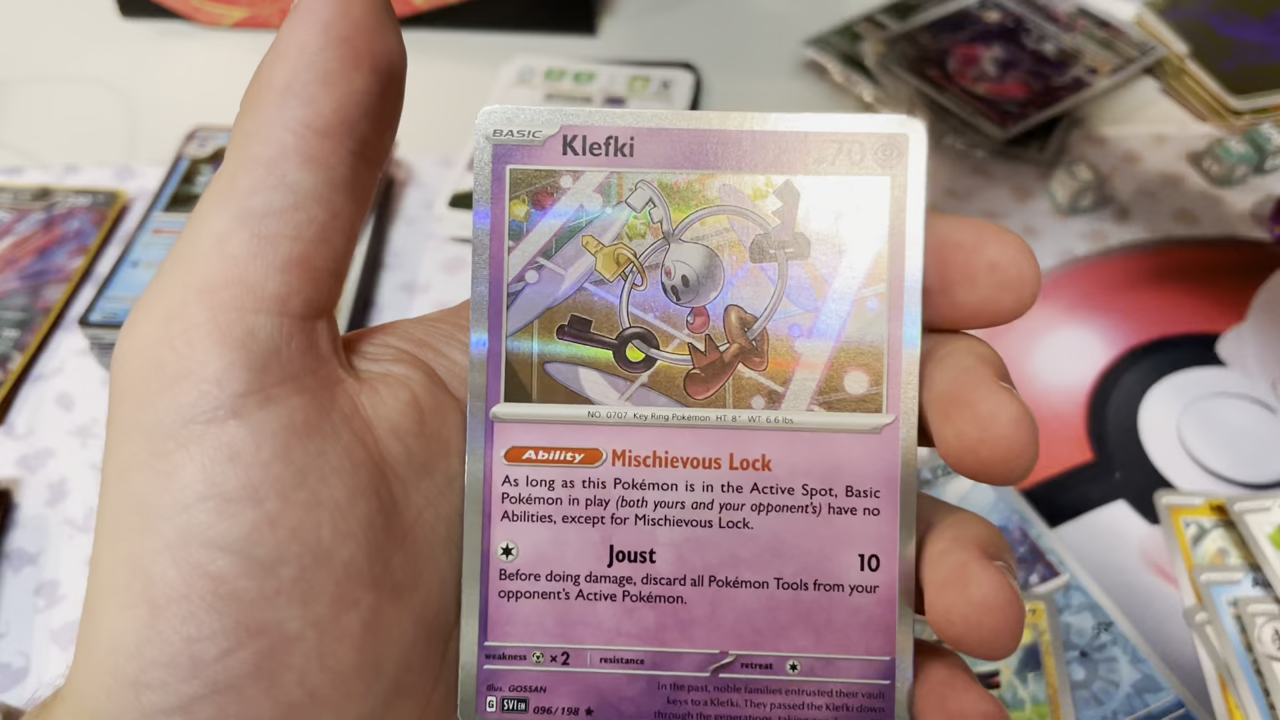 BASIC Klefki 70
NO. 0707 Key Ring Pokémon HT: 8" WT: 6.6 lbs
Ability Mischievous Lock
As long as this Pokémon is in the Active Spot, Basic
Pokémon in play (both yours and your opponent's) have no
Abilities, except for Mischievous Lock.
Joust 10
Before doing damage, discard all Pokémon Tools from your
opponent's Active Pokémon.
weakness ×2 resistance retreat
Illus. GOSSAN
In the past, noble families entrusted their vault
keys to a Klefki. They passed the Klefki down
G SVI EN 096/198 ★
through the generations, taking